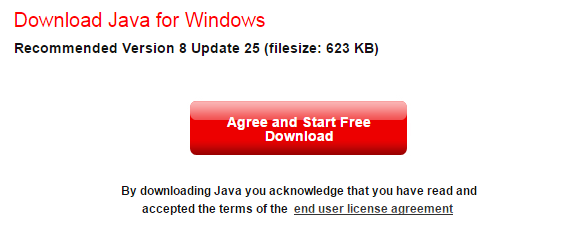 Download Java for Windows
Recommended Version 8 Update 25 (filesize: 623 KB)
Agree and Start Free
Download
By downloading Java you acknowledge that you have read and
accepted the terms of the end user license agreement